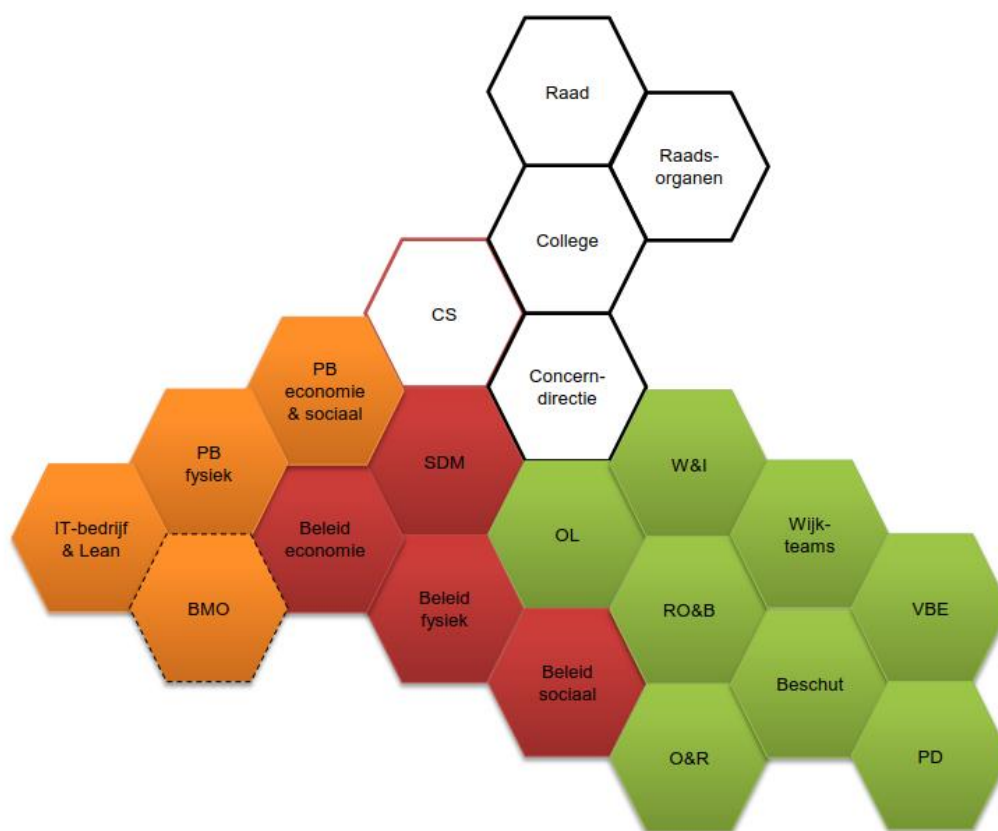 Raad
Raads-
organen
College
CS
Concern-
directie
PB
economie
& sociaal
PB
fysiek
SDM
W&I
IT-bedrijf
& Lean
Beleid
economie
OL
Wijk-
teams
BMO
Beleid
fysiek
RO&B
VBE
Beleid
sociaal
Beschut
O&R
PD